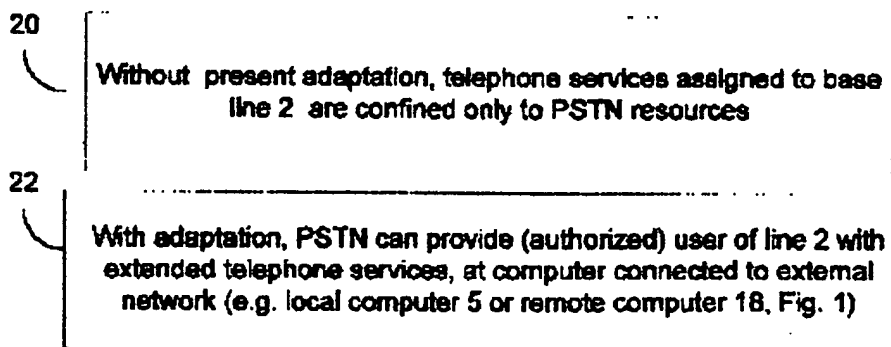 20
Without present adaptation, telephone services assigned to base
line 2 are confined only to PSTN resources
22
With adaptation, PSTN can provide (authorized) user of line 2 with
extended telephone services, at computer connected to external
network (e.g. local computer 5 or remote computer 18, Fig. 1)